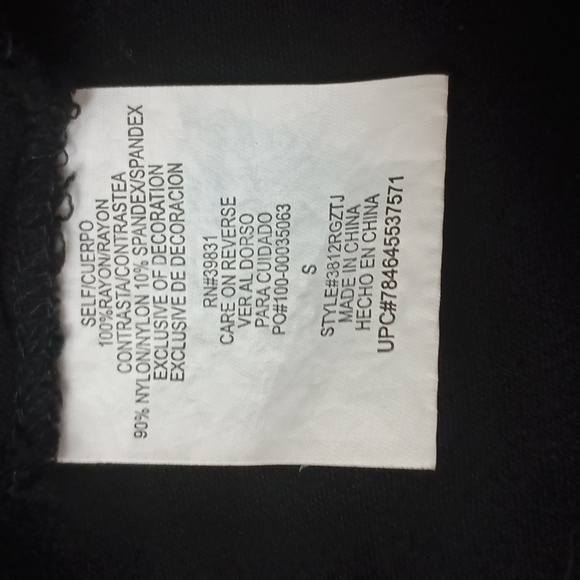 SELF/CUERPO
100%RAYON/RAYON
CONTRASTA/CONTRASTEA
90% NYLON/NYLON 10% SPANDEX/SPANDEX
EXCLUSIVE OF DECORATION
EXCLUSIVE DE DECORACION
RN#39831
CARE ON REVERSE
VER AL DORSO
PARA CUIDADO
PO#100-00035063
S
STYLE#3812RGZTJ
MADE IN CHINA
HECHO EN CHINA
UPC#784645537571